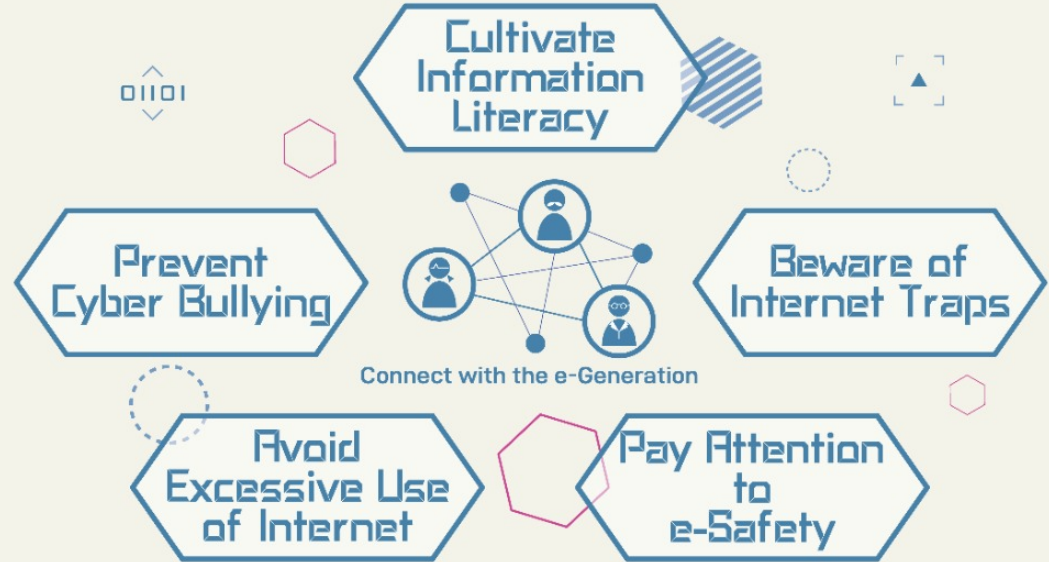 Cultivate
Information
Literacy
01101
Prevent
Cyber Bullying
Beware of
Internet Traps
Connect with the e-Generation
Avoid
Excessive Use
of Internet
Pay Attention
to
e-Safety